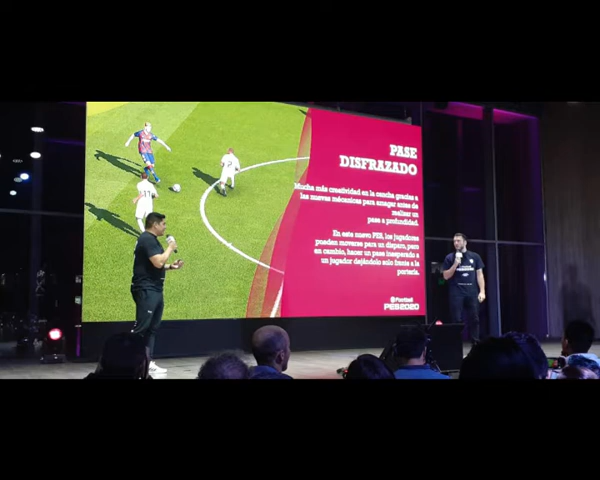 PASE
DISFRAZADO
Mucha más creatividad en la cancha gracias a
las nuevas mecánicas para amagar antes de
realizar un
pase a profundidad.
En este nuevo PES, los jugadores
pueden moverse para un disparo, pero
en cambio, hacer un pase inesperado a
un jugador dejándolo solo frente a la
portería.
eFootball
PES2020